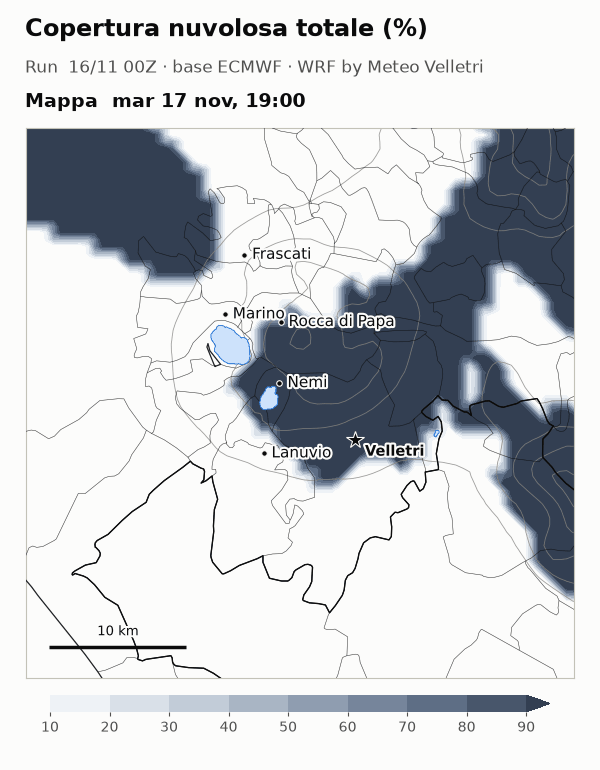 Copertura nuvolosa totale (%)
Run  16/11 00Z · base ECMWF · WRF by Meteo Velletri
Mappa  mar 17 nov, 19:00
Frascati
Marino
Rocca di Papa
Nemi
Velletri
Lanuvio
10 km
10 20 30 40 50 60 70 80 90